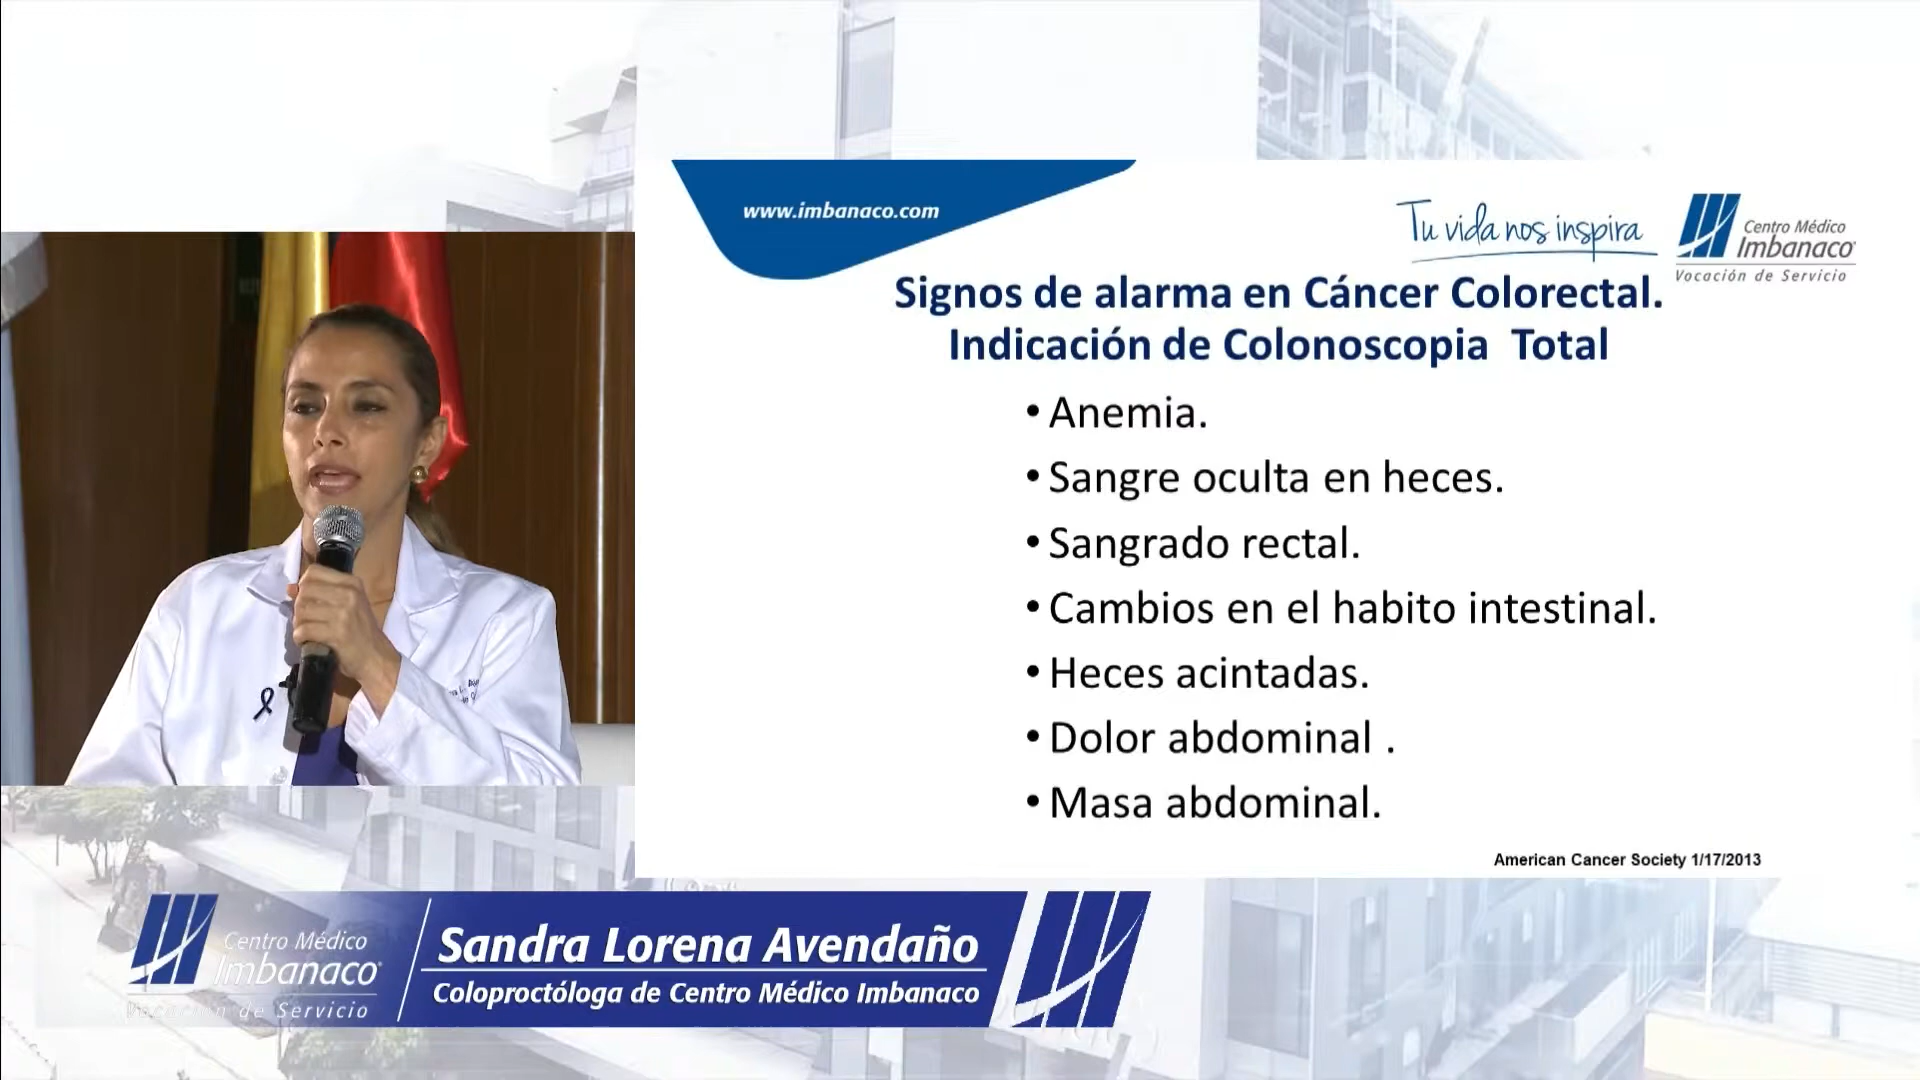 www.imbanaco.com
Tu vida nos inspira
Centro Médico
Imbanaco
Vocación de Servicio
Signos de alarma en Cáncer Colorectal.
Indicación de Colonoscopia Total
• Anemia.
• Sangre oculta en heces.
• Sangrado rectal.
• Cambios en el habito intestinal.
• Heces acintadas.
• Dolor abdominal .
• Masa abdominal.
American Cancer Society 1/17/2013
Centro Médico
Imbanaco
Vocación de Servicio
Sandra Lorena Avendaño
Coloproctóloga de Centro Médico Imbanaco